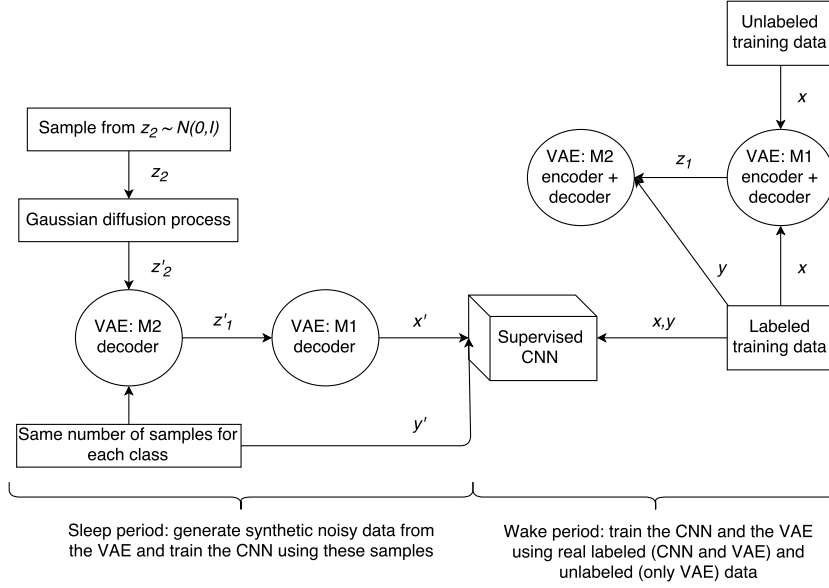 Unlabeled
training data
x
Sample from z2 ~ N(0,I)
z2
Gaussian diffusion process
z'2
VAE: M2
decoder
z'1
VAE: M1
decoder
x'
Same number of samples for
each class
y'
VAE: M2
encoder +
decoder
z1
VAE: M1
encoder +
decoder
y
x
Supervised
CNN
x,y
Labeled
training data
Sleep period: generate synthetic noisy data from
the VAE and train the CNN using these samples
Wake period: train the CNN and the VAE
using real labeled (CNN and VAE) and
unlabeled (only VAE) data